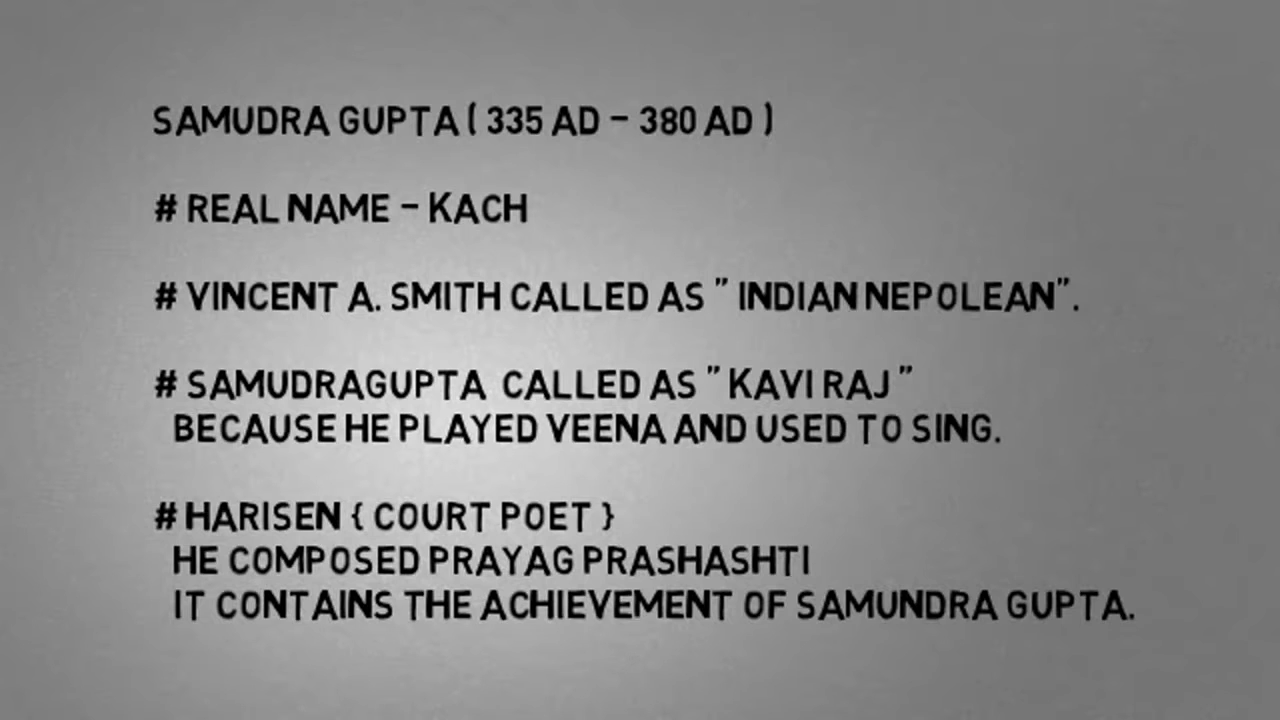 SAMUDRA GUPTA ( 335 AD - 380 AD )
# REAL NAME - KACH
# VINCENT A. SMITH CALLED AS " INDIAN NEPOLEAN".
# SAMUDRAGUPTA CALLED AS " KAVI RAJ "
BECAUSE HE PLAYED VEENA AND USED TO SING.
# HARISEN { COURT POET }
HE COMPOSED PRAYAG PRASHASHTI
IT CONTAINS THE ACHIEVEMENT OF SAMUNDRA GUPTA.